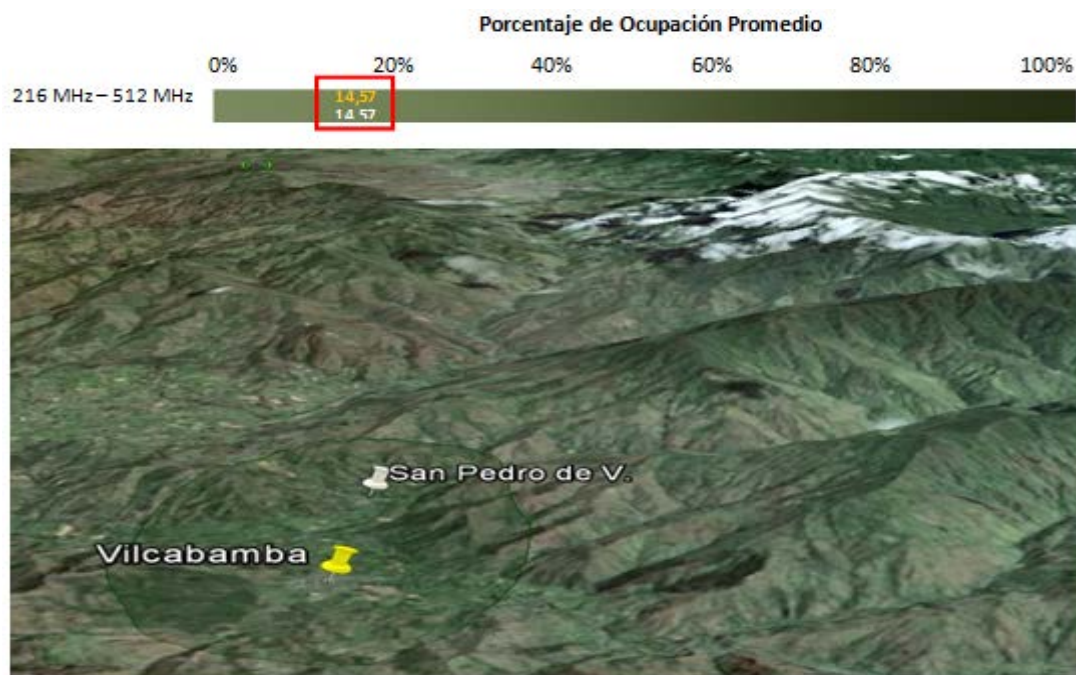 Porcentaje de Ocupación Promedio
0% 20% 40% 60% 80% 100%
216 MHz – 512 MHz
14,57
14,57
San Pedro de V.
Vilcabamba